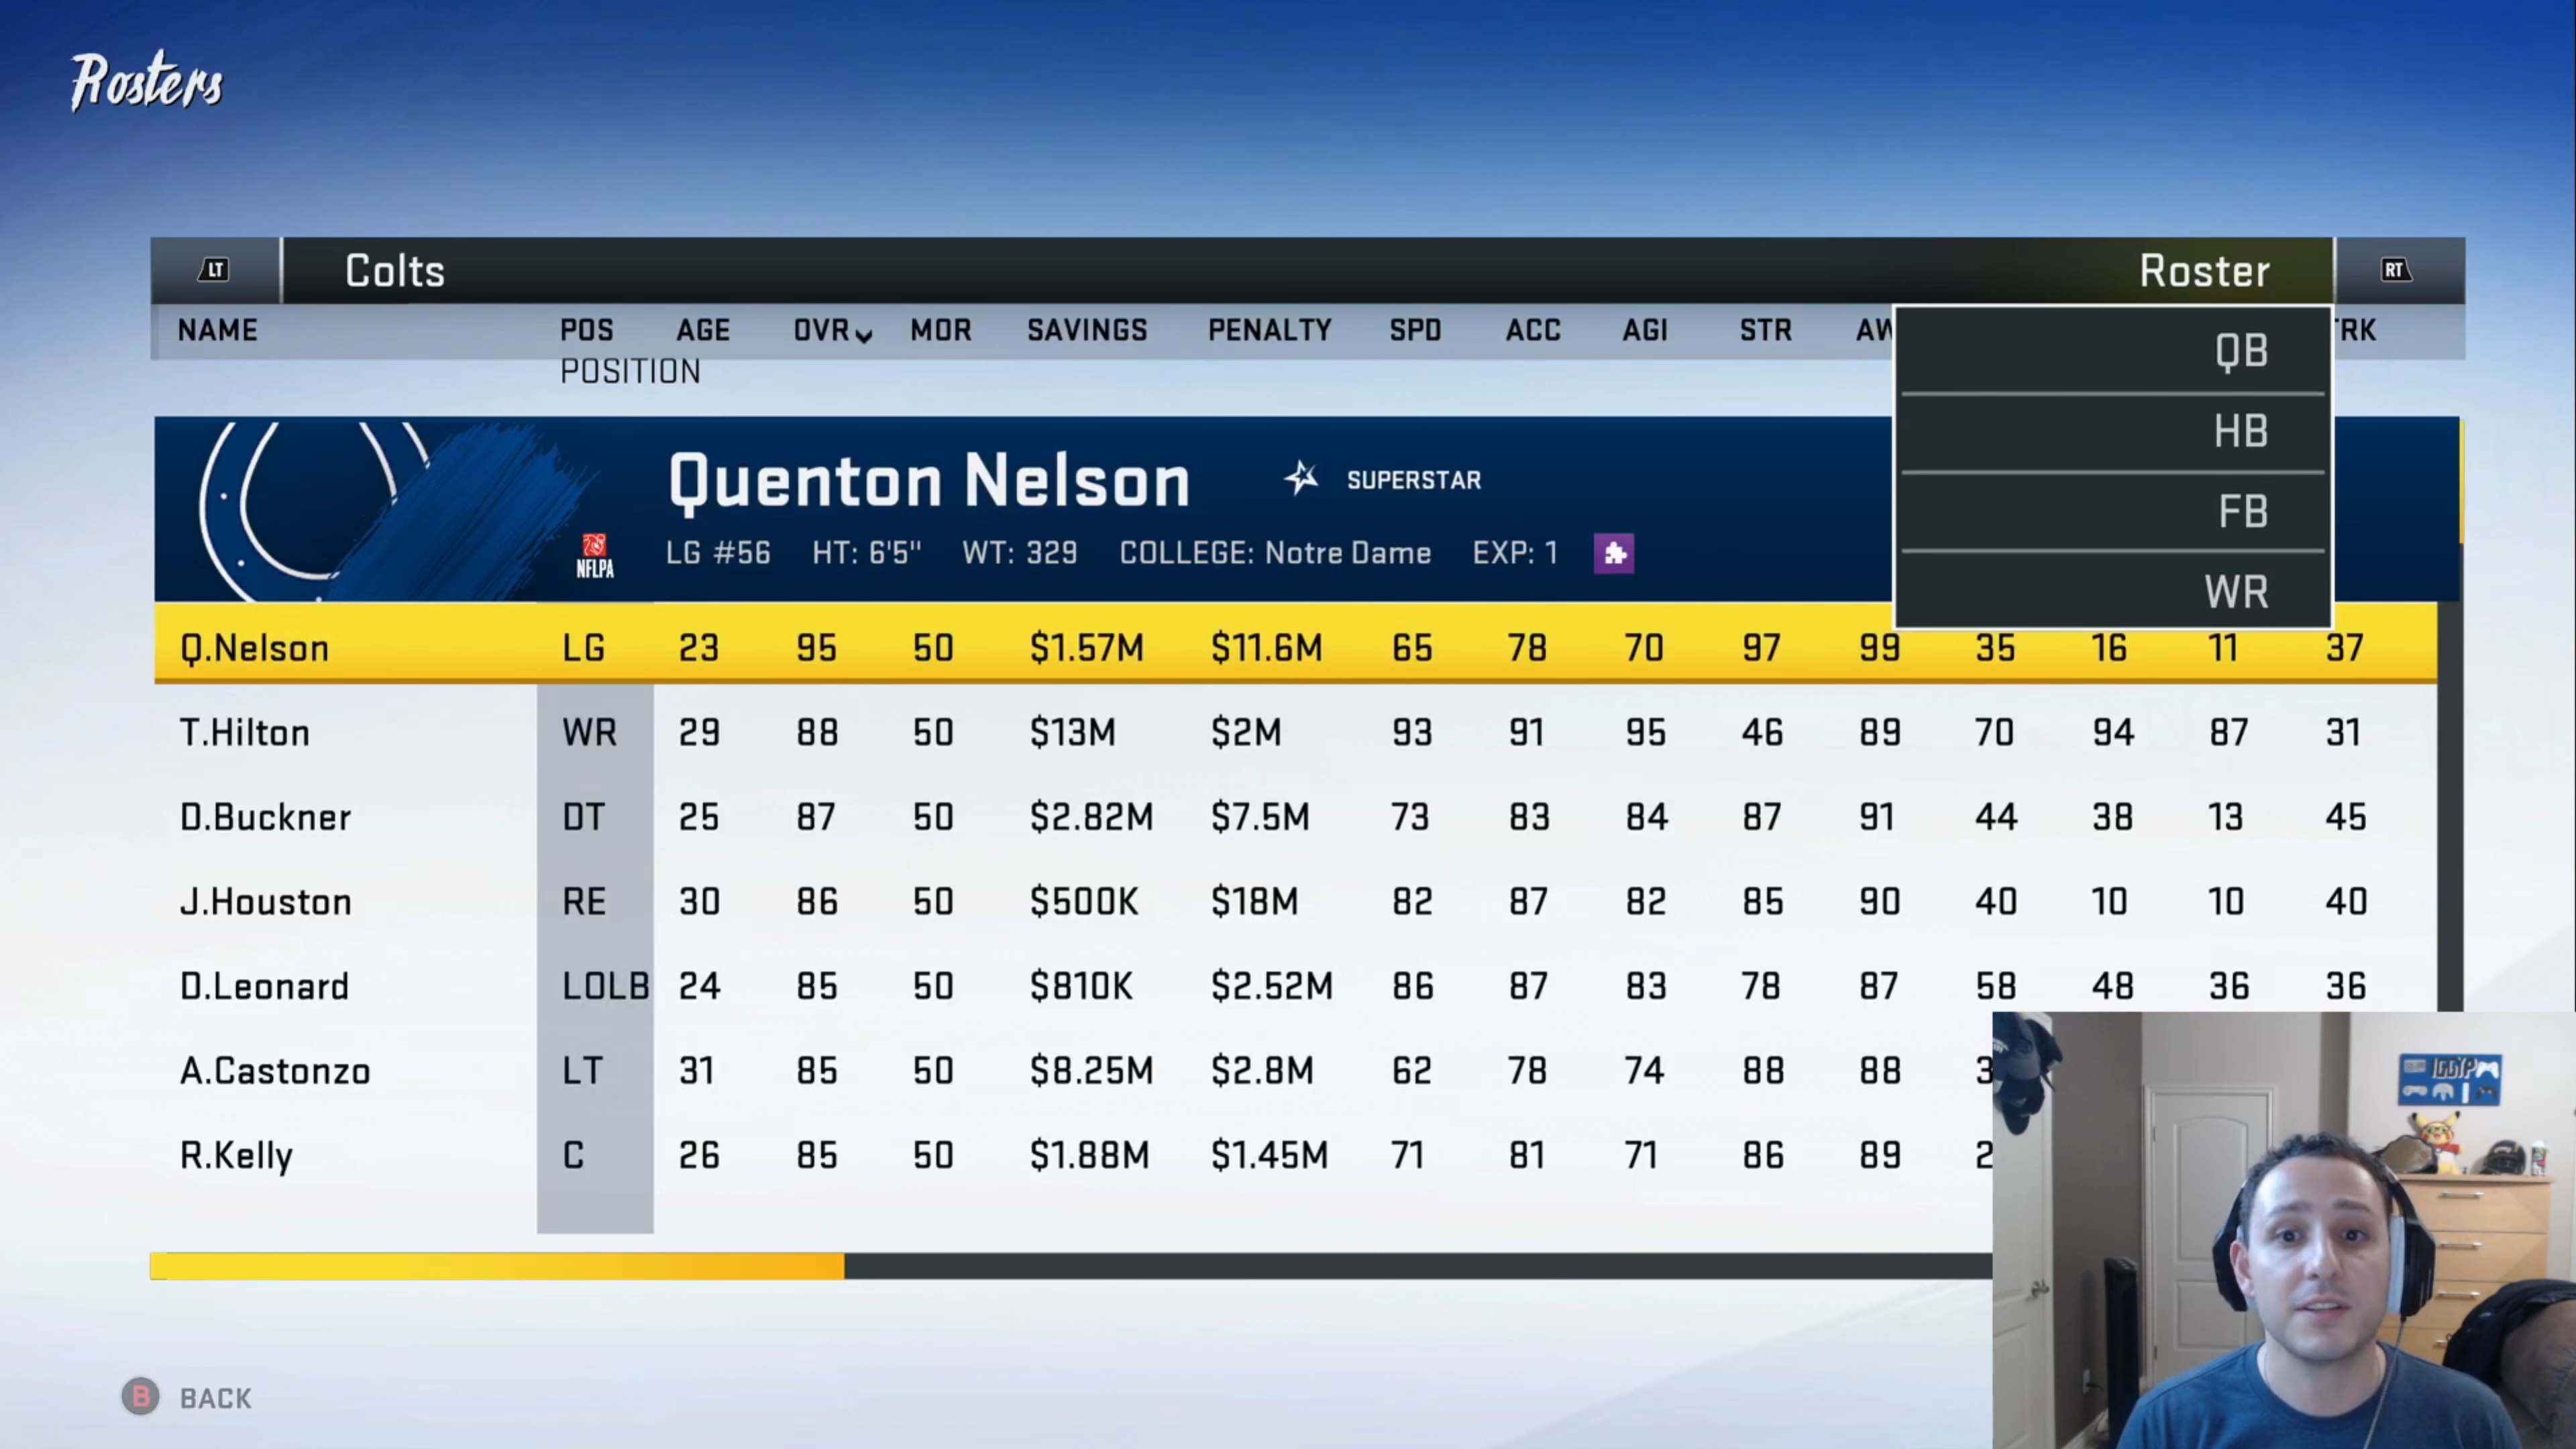 Rosters
LT Colts Roster RT
NAME POS AGE OVR MOR SAVINGS PENALTY SPD ACC AGI STR AW TRK
POSITION
QB
HB
FB
WR
Quenton Nelson SUPERSTAR
NFLPA LG #56 HT: 6'5" WT: 329 COLLEGE: Notre Dame EXP: 1
Q.Nelson LG 23 95 50 $1.57M $11.6M 65 78 70 97 99 35 16 11 37
T.Hilton WR 29 88 50 $13M $2M 93 91 95 46 89 70 94 87 31
D.Buckner DT 25 87 50 $2.82M $7.5M 73 83 84 87 91 44 38 13 45
J.Houston RE 30 86 50 $500K $18M 82 87 82 85 90 40 10 10 40
D.Leonard LOLB 24 85 50 $810K $2.52M 86 87 83 78 87 58 48 36 36
A.Castonzo LT 31 85 50 $8.25M $2.8M 62 78 74 88 88 3
R.Kelly C 26 85 50 $1.88M $1.45M 71 81 71 86 89 2
IGGYP
B BACK